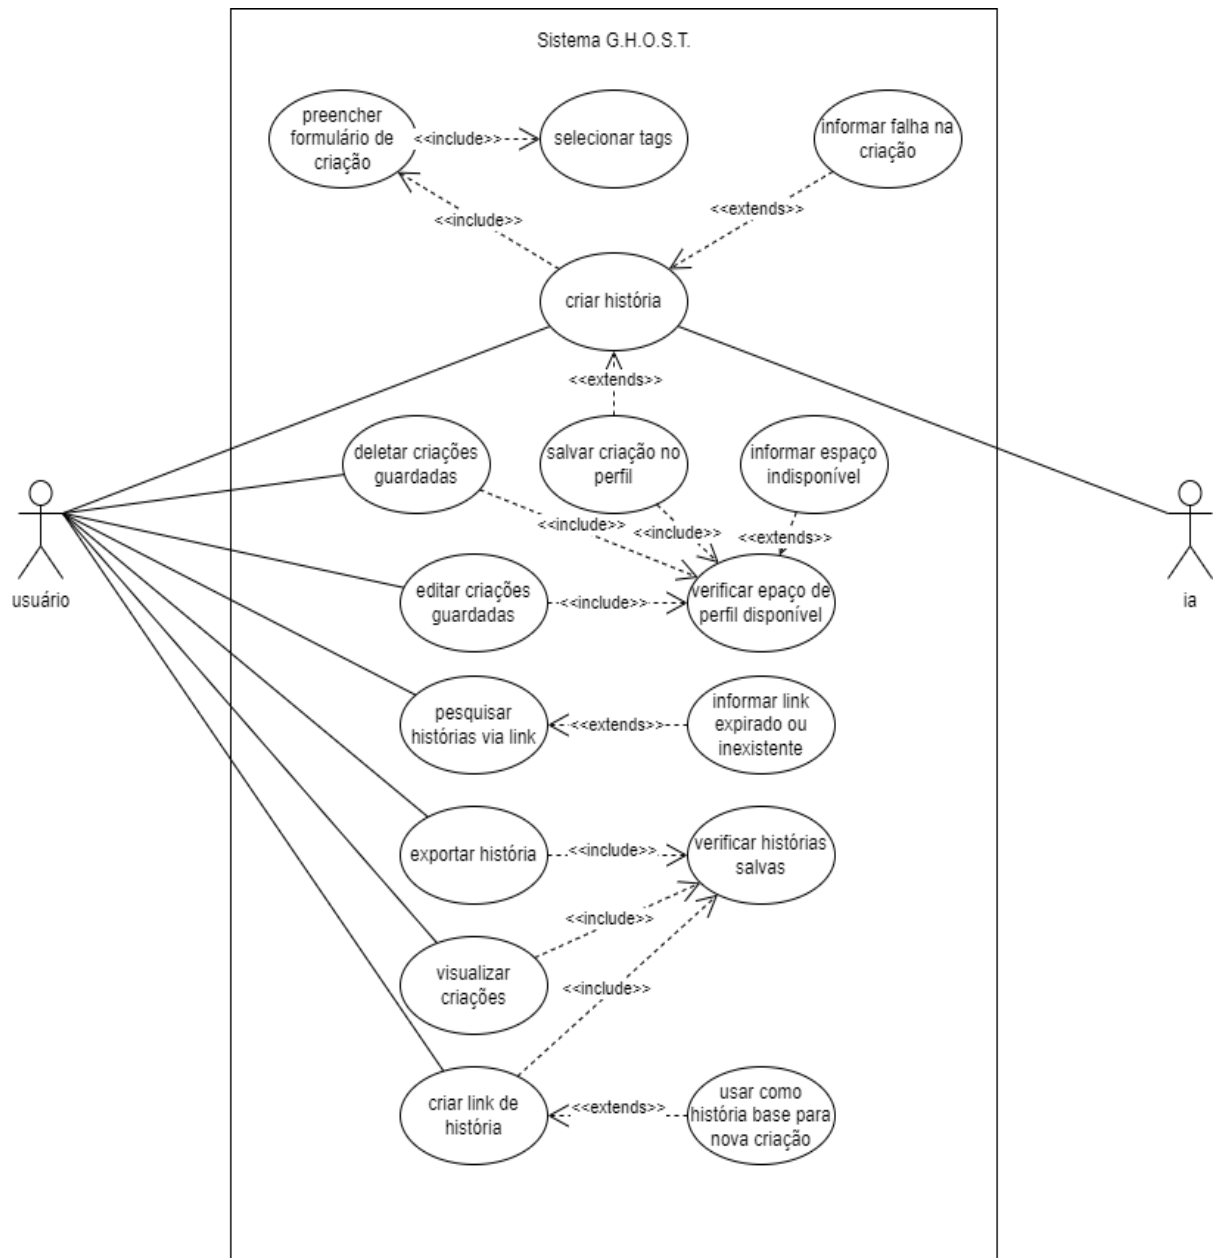 Sistema G.H.O.S.T.
preencher
formulário de
criação
<<include>>
selecionar tags
informar falha na
criação
<<include>>
<<extends>>
criar história
<<extends>>
deletar criações
guardadas
salvar criação no
perfil
informar espaço
indisponível
<<include>>
<<include>>
<<extends>>
usuário
ia
editar criações
guardadas
<<include>>
verificar epaço de
perfil disponível
pesquisar
histórias via link
<<extends>>
informar link
expirado ou
inexistente
exportar história
<<include>>
verificar histórias
salvas
<<include>>
visualizar
criações
<<include>>
criar link de
história
<<extends>>
usar como
história base para
nova criação